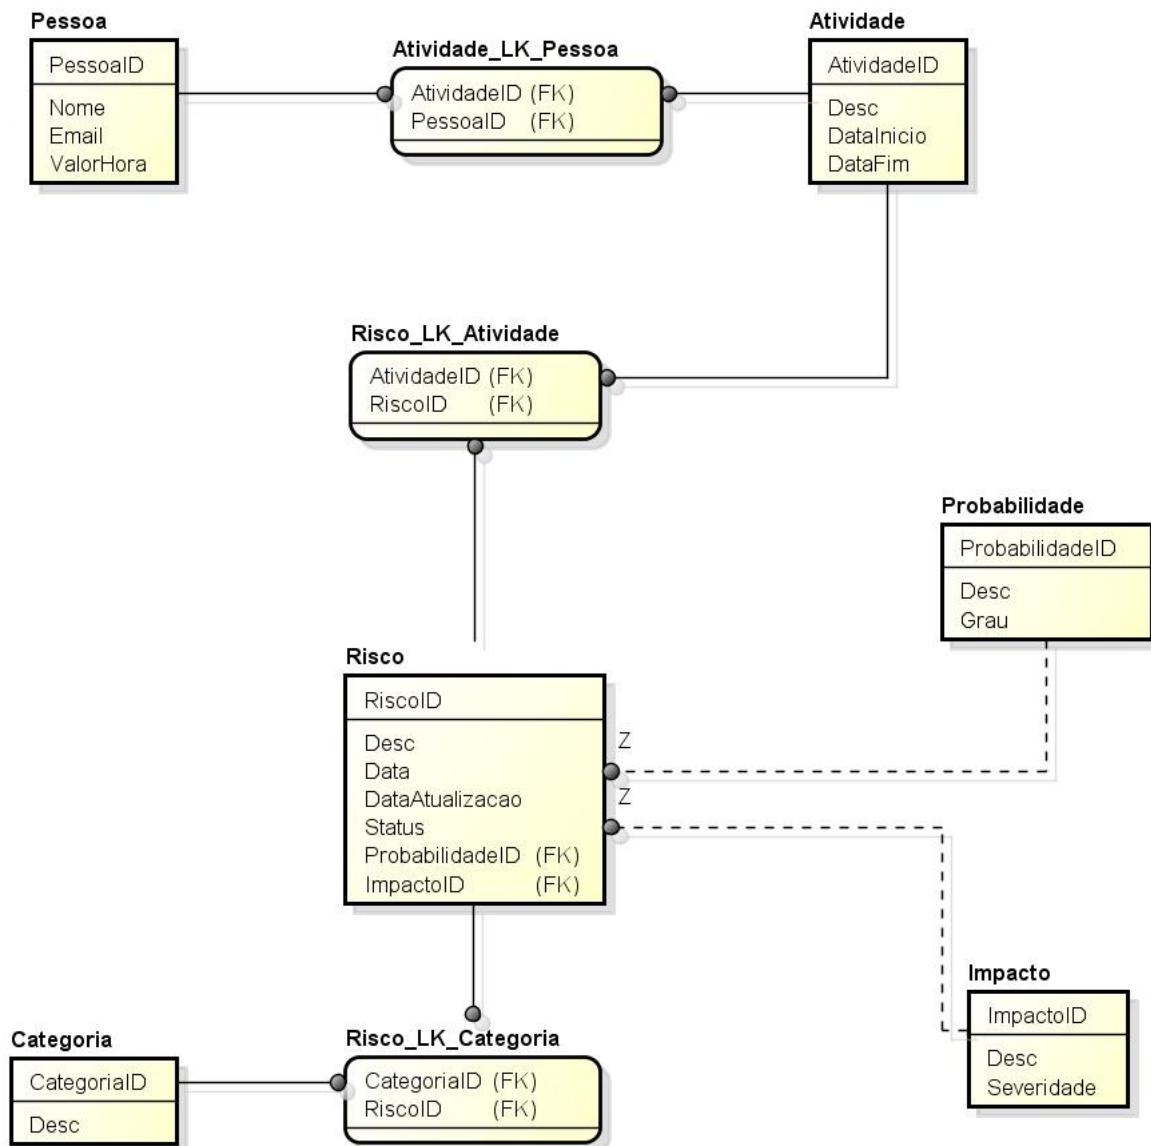 Pessoa
PessoaID
Nome
Email
ValorHora
Atividade_LK_Pessoa
AtividadeID (FK)
PessoaID (FK)
Atividade
AtividadeID
Desc
DataInicio
DataFim
Risco_LK_Atividade
AtividadeID (FK)
RiscoID (FK)
Probabilidade
ProbabilidadeID
Desc
Grau
Risco
RiscoID
Desc
Data
DataAtualizacao
Status
ProbabilidadeID (FK)
ImpactoID (FK)
Z
Z
Impacto
ImpactoID
Desc
Severidade
Categoria
CategoriaID
Desc
Risco_LK_Categoria
CategoriaID (FK)
RiscoID (FK)